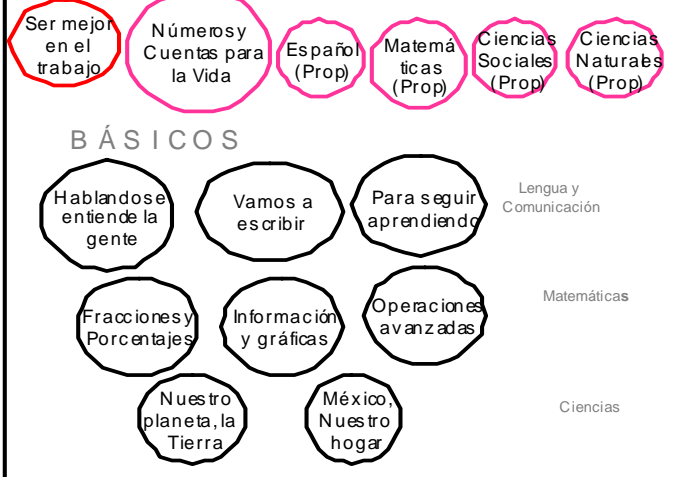 Ser mejor
en el
trabajo
Números y
Cuentas para
la Vida
Español
(Prop)
Matemá
ticas
(Prop)
Ciencias
Sociales
(Prop)
Ciencias
Naturales
(Prop)
BÁSICOS
Hablando se
entiende la
gente
Vamos a
escribir
Para seguir
aprendiendo
Lengua y
Comunicación
Fracciones y
Porcentajes
Información
y gráficas
Operaciones
avanzadas
Matemáticas
Nuestro
planeta, la
Tierra
México,
Nuestro
hogar
Ciencias